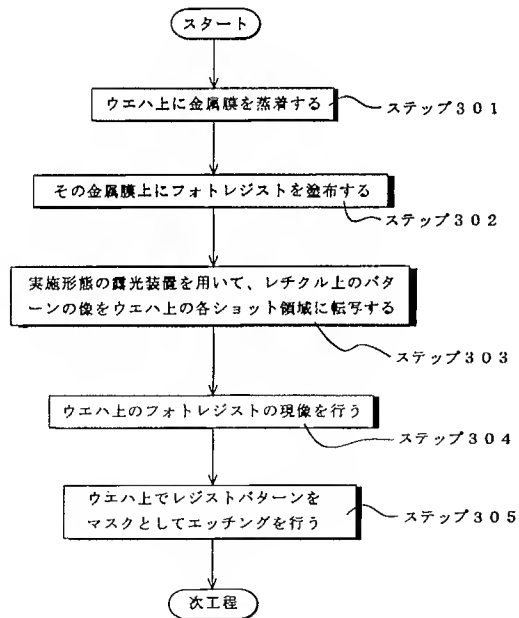 スタート
ウエハ上に金属膜を蒸着する
ステップ301
その金属膜上にフォトレジストを塗布する
ステップ302
実施形態の露光装置を用いて、レチクル上のパタ
ーンの像をウエハ上の各ショット領域に転写する
ステップ303
ウエハ上のフォトレジストの現像を行う
ステップ304
ウエハ上でレジストパターンを
マスクとしてエッチングを行う
ステップ305
次工程